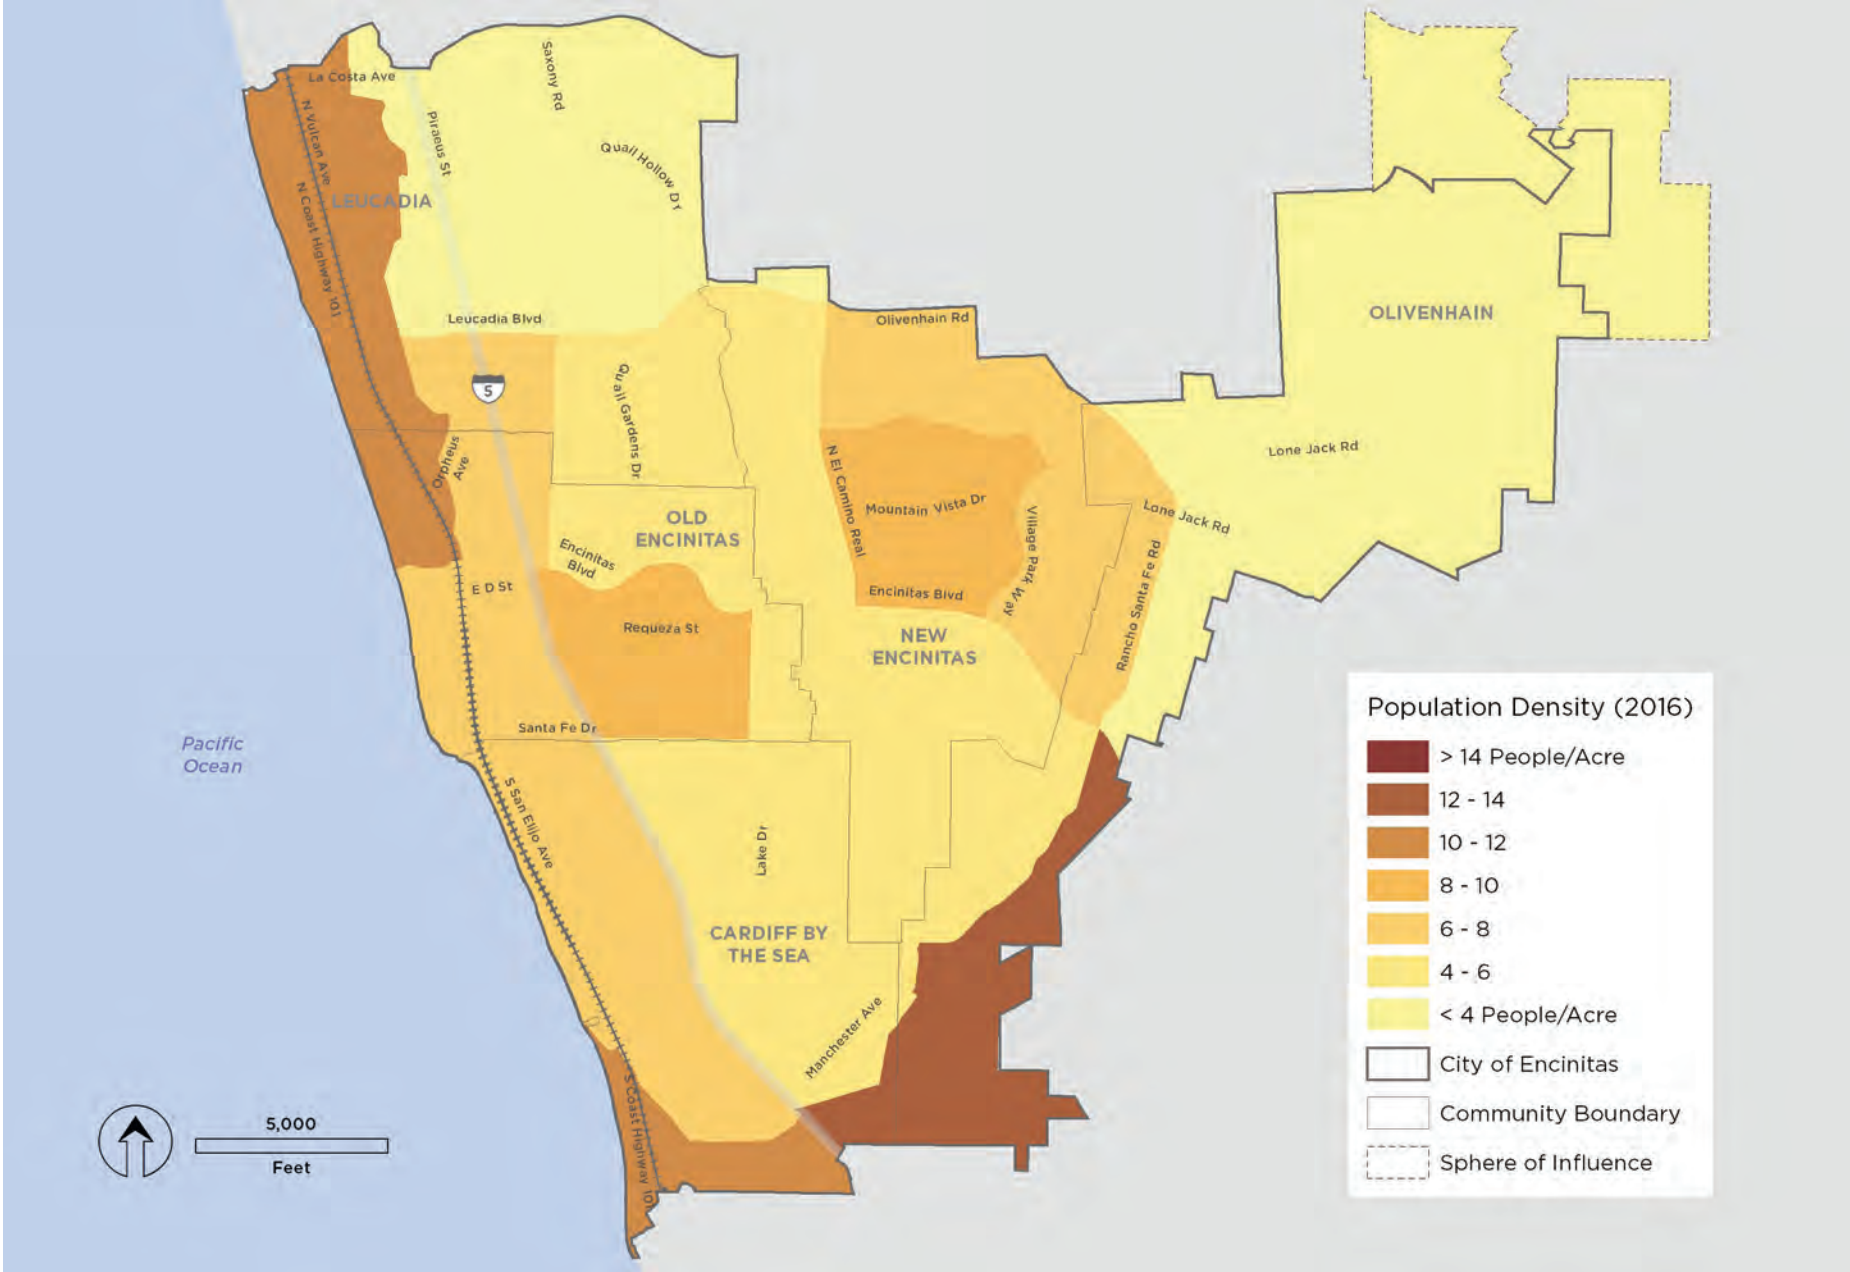 La Costa Ave
Saxony Rd
N Vulcan Ave
Piraeus St
Quail Hollow Dr
N Coast Highway 101
LEUCADIA
Leucadia Blvd
Olivenhain Rd
OLIVENHAIN
5
Quail Gardens Dr
Orpheus
Ave
Lone Jack Rd
N El Camino Real
Mountain Vista Dr
Village Park Way
Lone Jack Rd
OLD
ENCINITAS
Encinitas
Blvd
E D St
Encinitas Blvd
Rancho Santa Fe Rd
Requeza St
NEW
ENCINITAS
Santa Fe Dr
Pacific
Ocean
S San Elijo Ave
Lake Dr
CARDIFF BY
THE SEA
Manchester Ave
S Coast Highway 101
5,000
Feet
Population Density (2016)
> 14 People/Acre
12 - 14
10 - 12
8 - 10
6 - 8
4 - 6
< 4 People/Acre
City of Encinitas
Community Boundary
Sphere of Influence